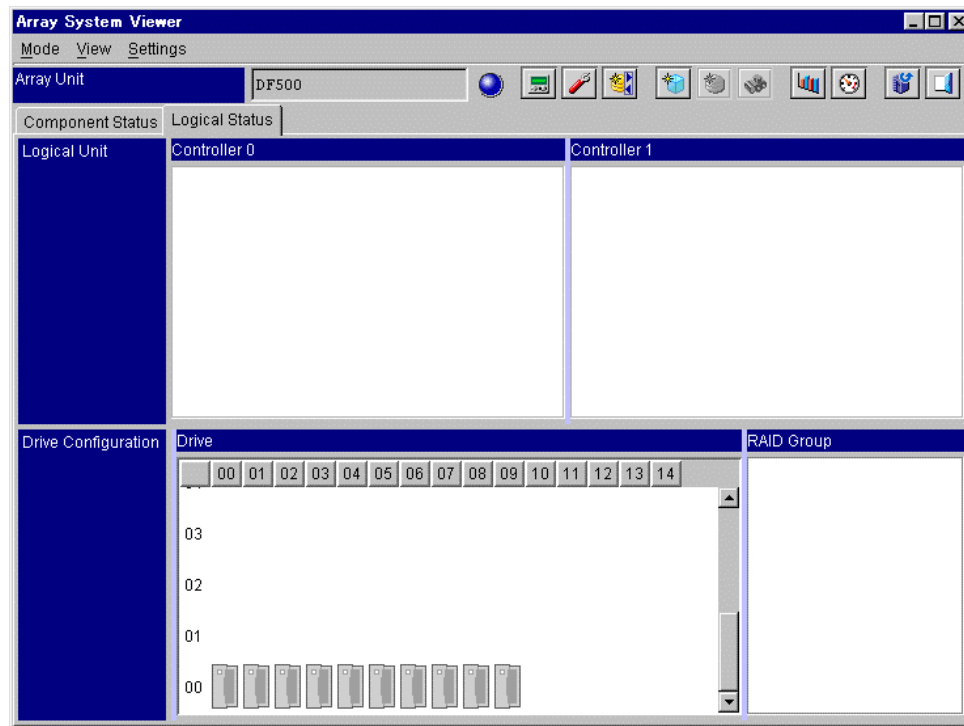 Array System Viewer
Mode View Settings
Array Unit DF500
Component Status Logical Status
Logical Unit Controller 0 Controller 1
Drive Configuration Drive RAID Group
00 01 02 03 04 05 06 07 08 09 10 11 12 13 14
03
02
01
00